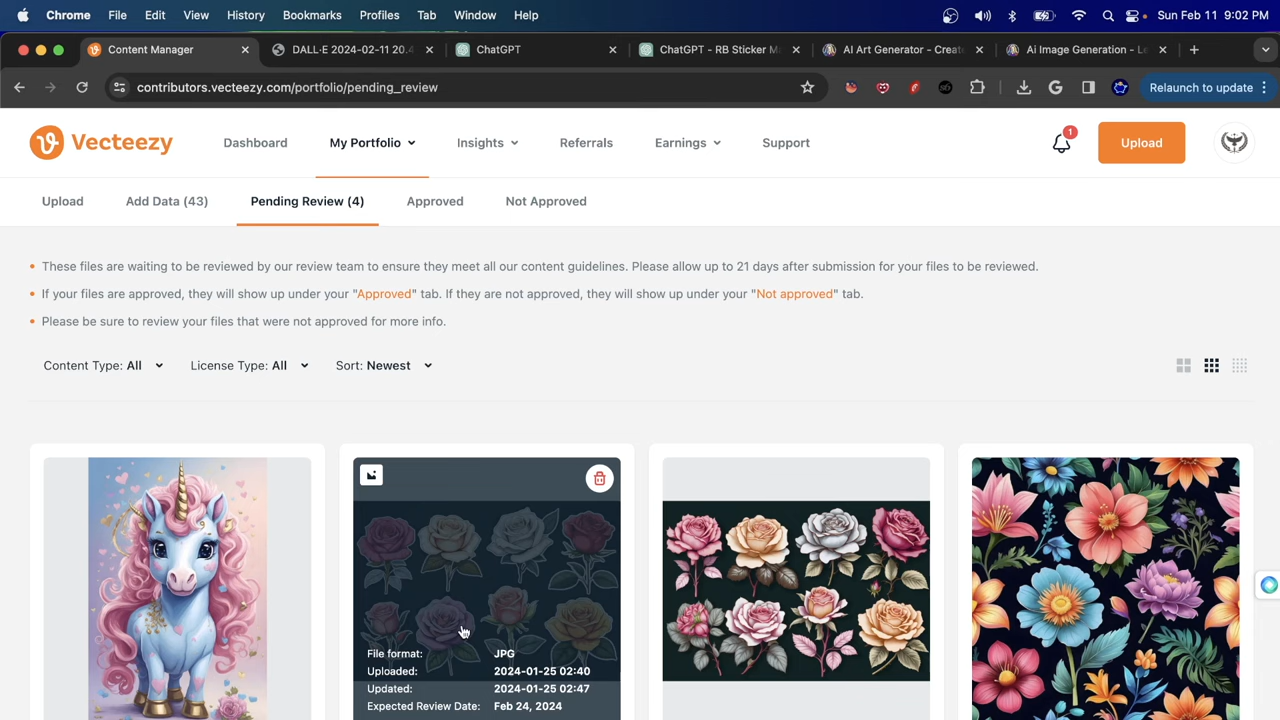 Chrome File Edit View History Bookmarks Profiles Tab Window Help Sun Feb 11 9:02 PM
Content Manager DALL·E 2024-02-11 20.4 ChatGPT ChatGPT - RB Sticker M AI Art Generator - Create Ai Image Generation - Le
contributors.vecteezy.com/portfolio/pending_review Relaunch to update
Vecteezy Dashboard My Portfolio Insights Referrals Earnings Support 1 Upload
Upload Add Data (43) Pending Review (4) Approved Not Approved
• These files are waiting to be reviewed by our review team to ensure they meet all our content guidelines. Please allow up to 21 days after submission for your files to be reviewed.
• If your files are approved, they will show up under your "Approved" tab. If they are not approved, they will show up under your "Not approved" tab.
• Please be sure to review your files that were not approved for more info.
Content Type: All License Type: All Sort: Newest
File format: JPG
Uploaded: 2024-01-25 02:40
Updated: 2024-01-25 02:47
Expected Review Date: Feb 24, 2024